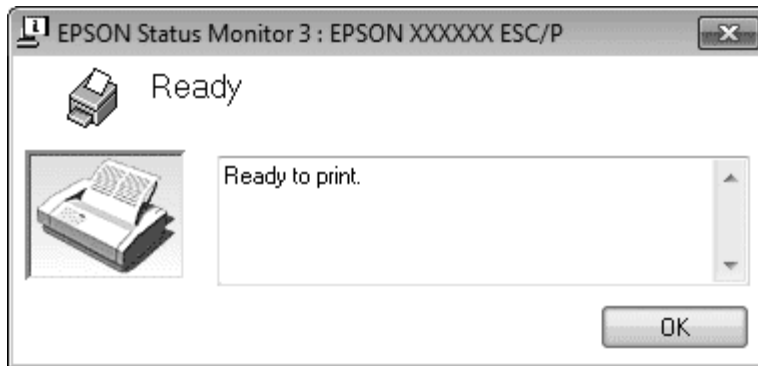 EPSON Status Monitor 3 : EPSON XXXXXX ESC/P
Ready
Ready to print.
OK